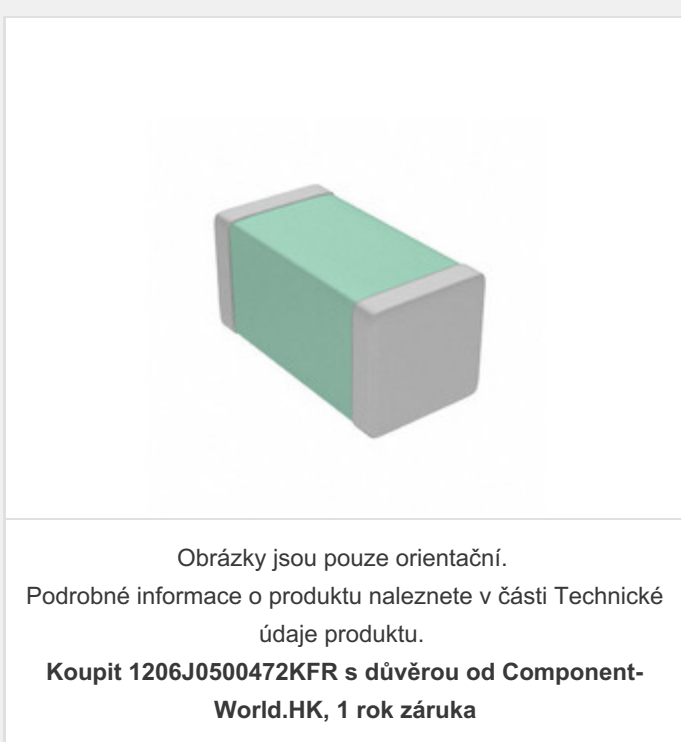 Obrázky jsou pouze orientační.
Podrobné informace o produktu naleznete v části Technické
údaje produktu.
Koupit 1206J0500472KFR s důvěrou od Component-
World.HK, 1 rok záruka